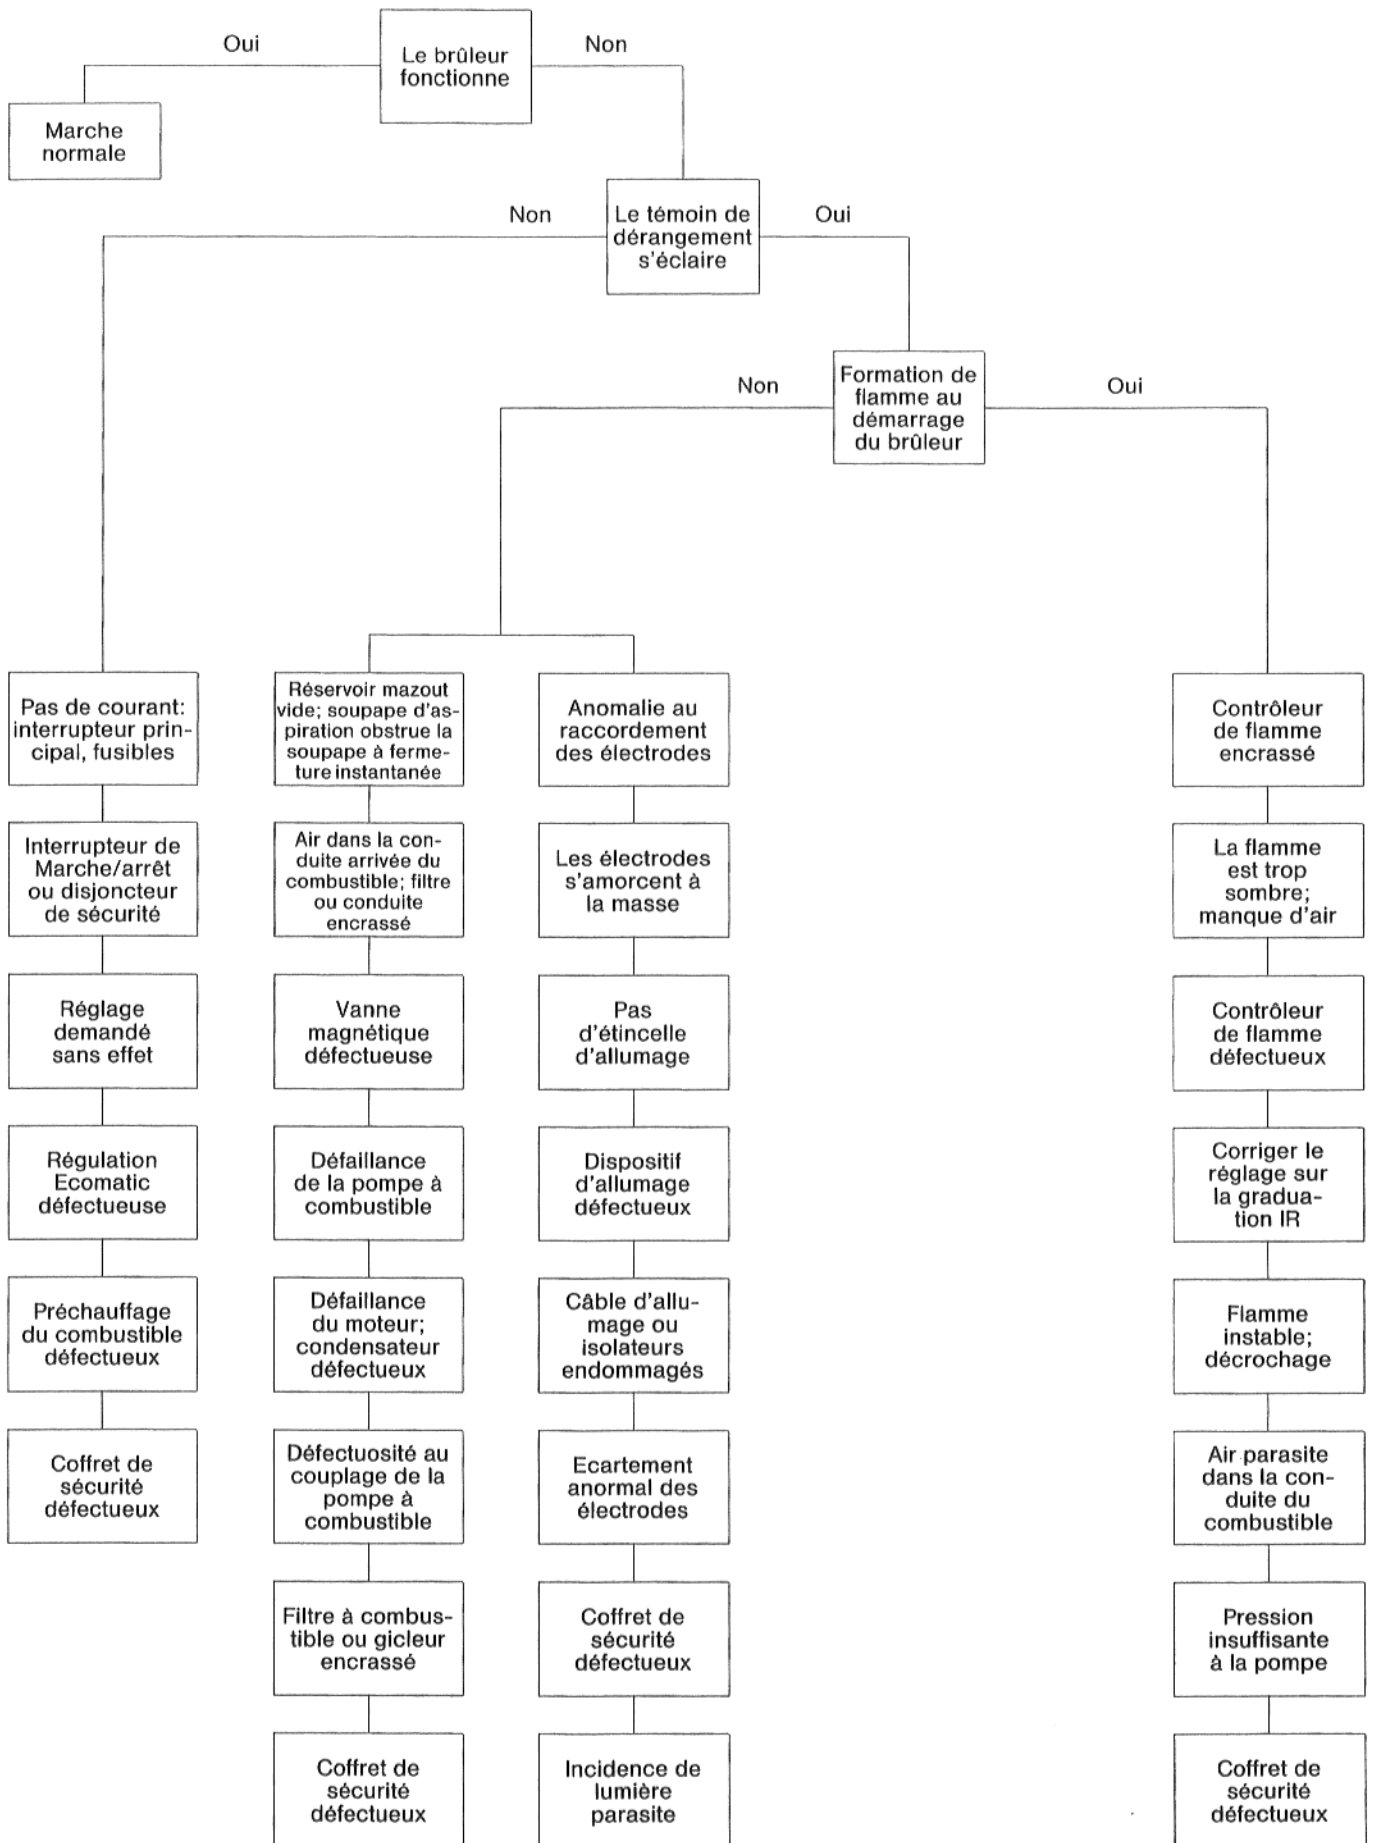 Oui
Le brûleur
fonctionne
Non
Marche
normale
Non
Le témoin de
dérangement
s'éclaire
Oui
Non
Formation de
flamme au
démarrage
du brûleur
Oui
Pas de courant:
interrupteur prin-
cipal, fusibles
Interrupteur de
Marche/arrêt
ou disjoncteur
de sécurité
Réglage
demandé
sans effet
Régulation
Ecomatic
défectueuse
Préchauffage
du combustible
défectueux
Coffret de
sécurité
défectueux
Réservoir mazout
vide; soupape d'as-
piration obstrue la
soupape à ferme-
ture instantanée
Air dans la con-
duite arrivée du
combustible; filtre
ou conduite
encrassé
Vanne
magnétique
défectueuse
Défaillance
de la pompe à
combustible
Défaillance
du moteur;
condensateur
défectueux
Défectuosité au
couplage de la
pompe à
combustible
Filtre à combus-
tible ou gicleur
encrassé
Coffret de
sécurité
défectueux
Anomalie au
raccordement
des électrodes
Les électrodes
s'amorcent à
la masse
Pas
d'étincelle
d'allumage
Dispositif
d'allumage
défectueux
Câble d'allu-
mage ou
isolateurs
endommagés
Ecartement
anormal des
électrodes
Coffret de
sécurité
défectueux
Incidence de
lumière
parasite
Contrôleur
de flamme
encrassé
La flamme
est trop
sombre;
manque d'air
Contrôleur
de flamme
défectueux
Corriger le
réglage sur
la gradua-
tion IR
Flamme
instable;
décrochage
Air parasite
dans la con-
duite du
combustible
Pression
insuffisante
à la pompe
Coffret de
sécurité
défectueux